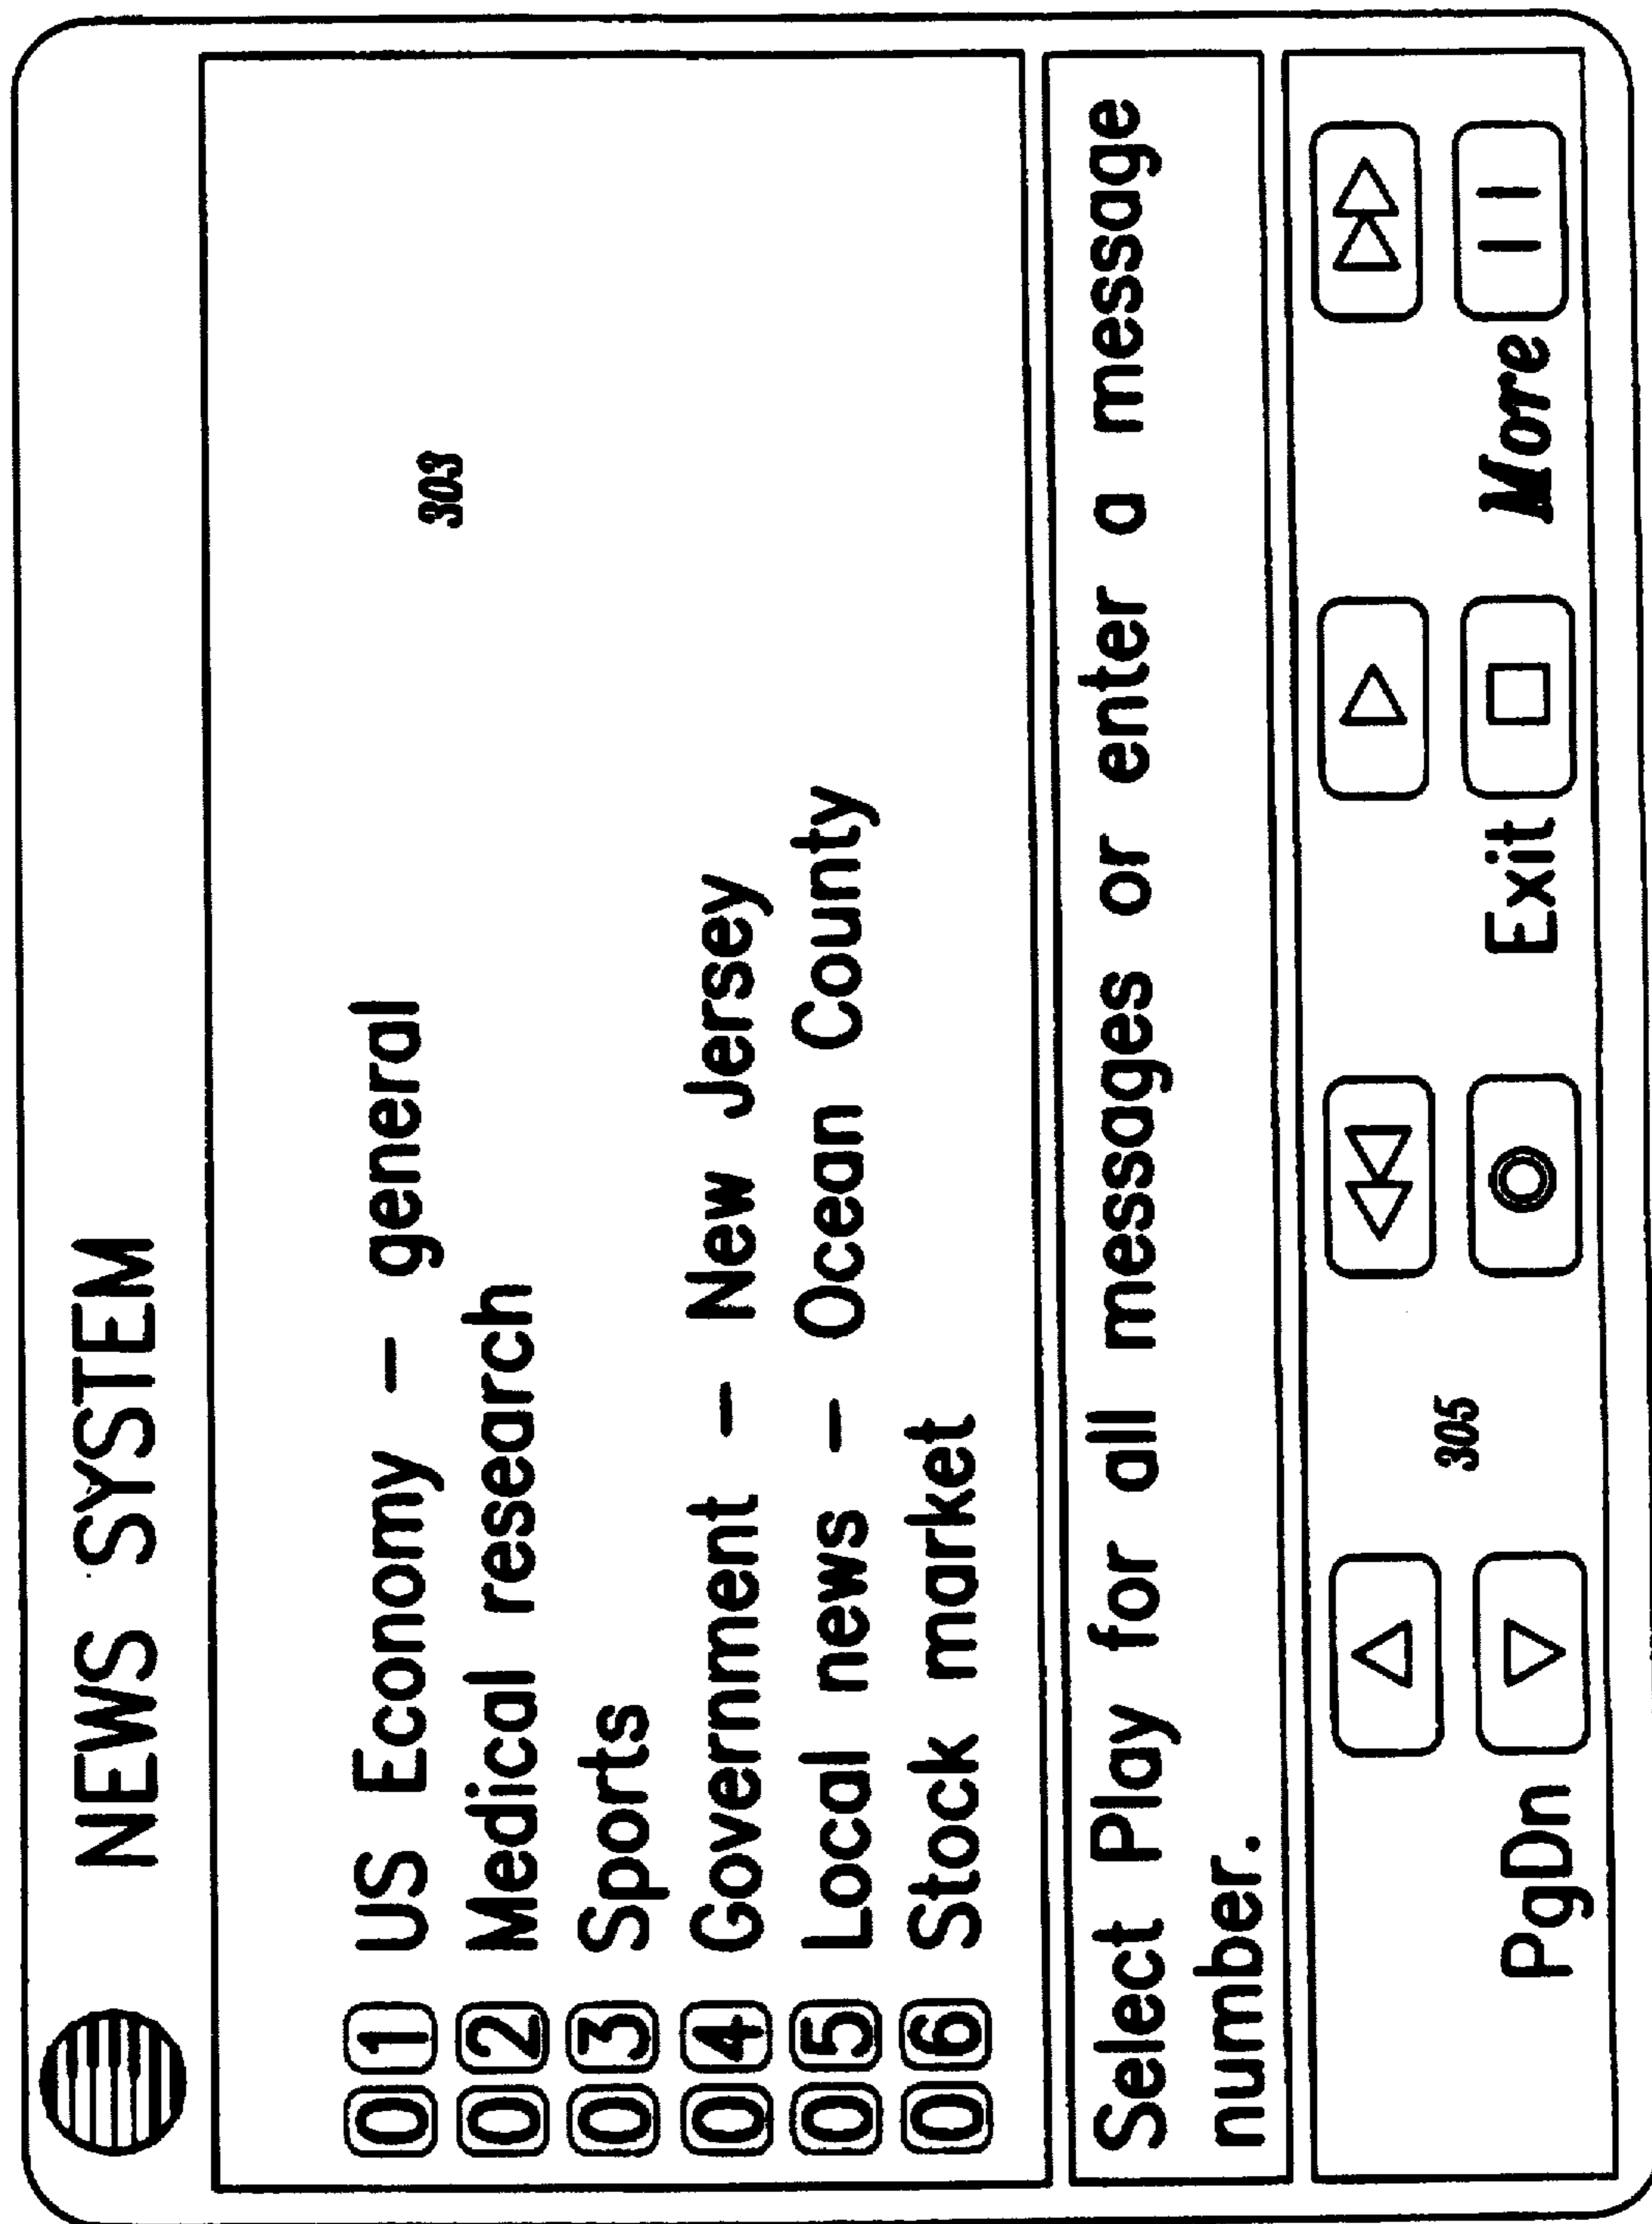 NEWS SYSTEM
303
01 US Economy - general
02 Medical research
03 Sports
04 Government - New Jersey
05 Local news - Ocean County
06 Stock market
Select Play for all messages or enter a message
number.
305
PgDn Exit More